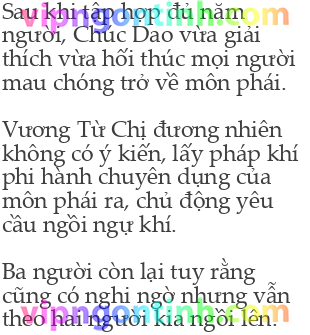 Sau khi tập hợp đủ năm
vipngontinh.com
người, Chúc Dao vừa giải
thích vừa hối thúc mọi người
mau chóng trở về môn phái.
Vương Từ Chị đương nhiên
không có ý kiến, lấy pháp khí
phi hành chuyên dụng của
môn phái ra, chủ động yêu
cầu ngồi ngự khí.
Ba người còn lại tuy rằng
cũng có nghi ngờ nhưng vẫn
vipngontinh.com
theo hai người kia ngồi lên.